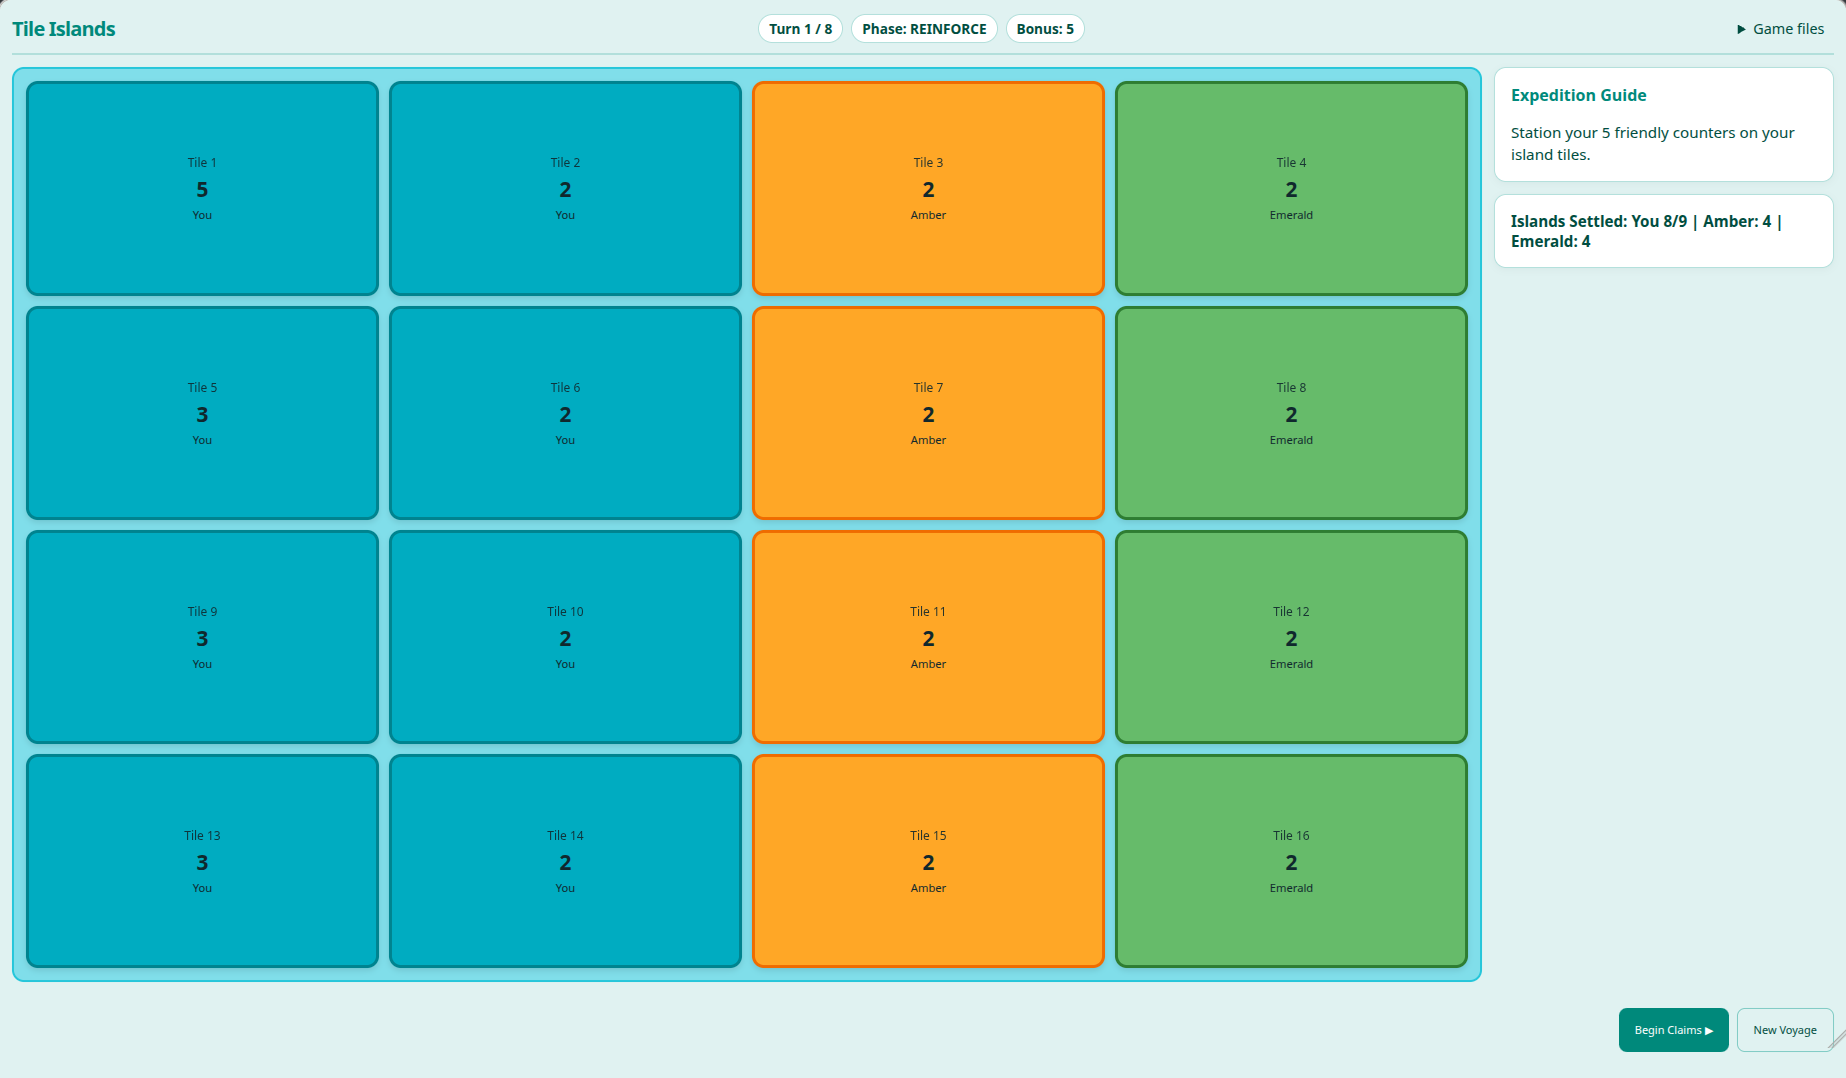 Tile Islands
Turn 1 / 8
Phase: REINFORCE
Bonus: 5
▶ Game files
Tile 1
5
You
Tile 2
2
You
Tile 3
2
Amber
Tile 4
2
Emerald
Tile 5
3
You
Tile 6
2
You
Tile 7
2
Amber
Tile 8
2
Emerald
Tile 9
3
You
Tile 10
2
You
Tile 11
2
Amber
Tile 12
2
Emerald
Tile 13
3
You
Tile 14
2
You
Tile 15
2
Amber
Tile 16
2
Emerald
Expedition Guide
Station your 5 friendly counters on your
island tiles.
Islands Settled: You 8/9 | Amber: 4 |
Emerald: 4
Begin Claims ▶
New Voyage